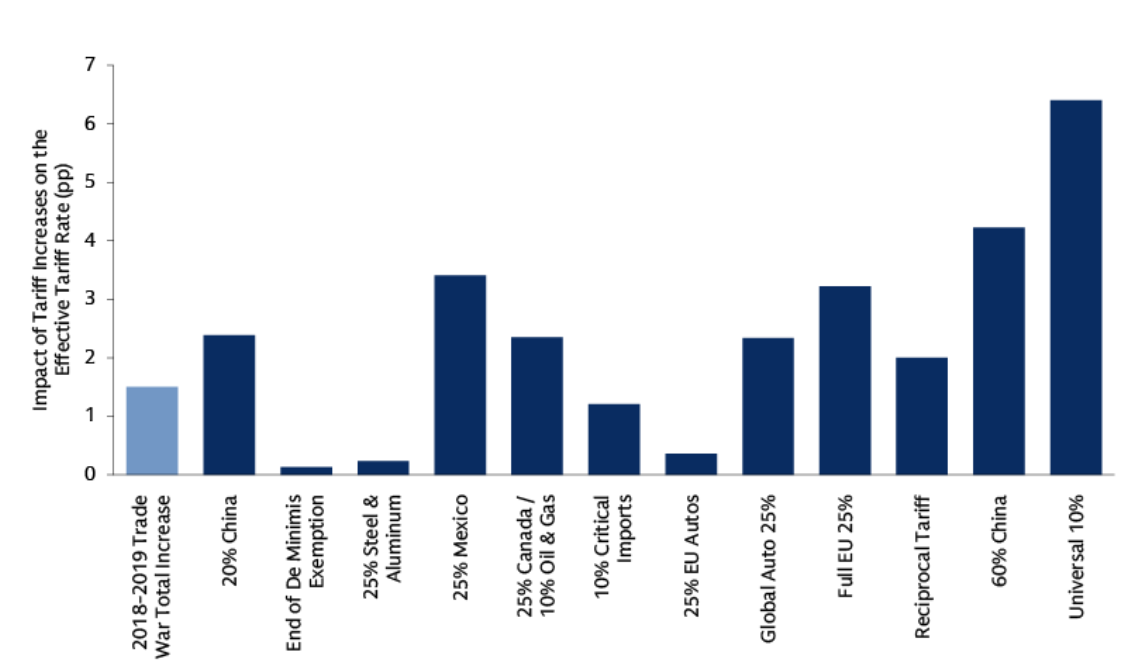 Impact of Tariff Increases on the
Effective Tariff Rate (pp)
7
6
5
4
3
2
1
0
2018–2019 Trade
War Total Increase
20% China
End of De Minimis
Exemption
25% Steel &
Aluminum
25% Mexico
25% Canada /
10% Oil & Gas
10% Critical
Imports
25% EU Autos
Global Auto 25%
Full EU 25%
Reciprocal Tariff
60% China
Universal 10%